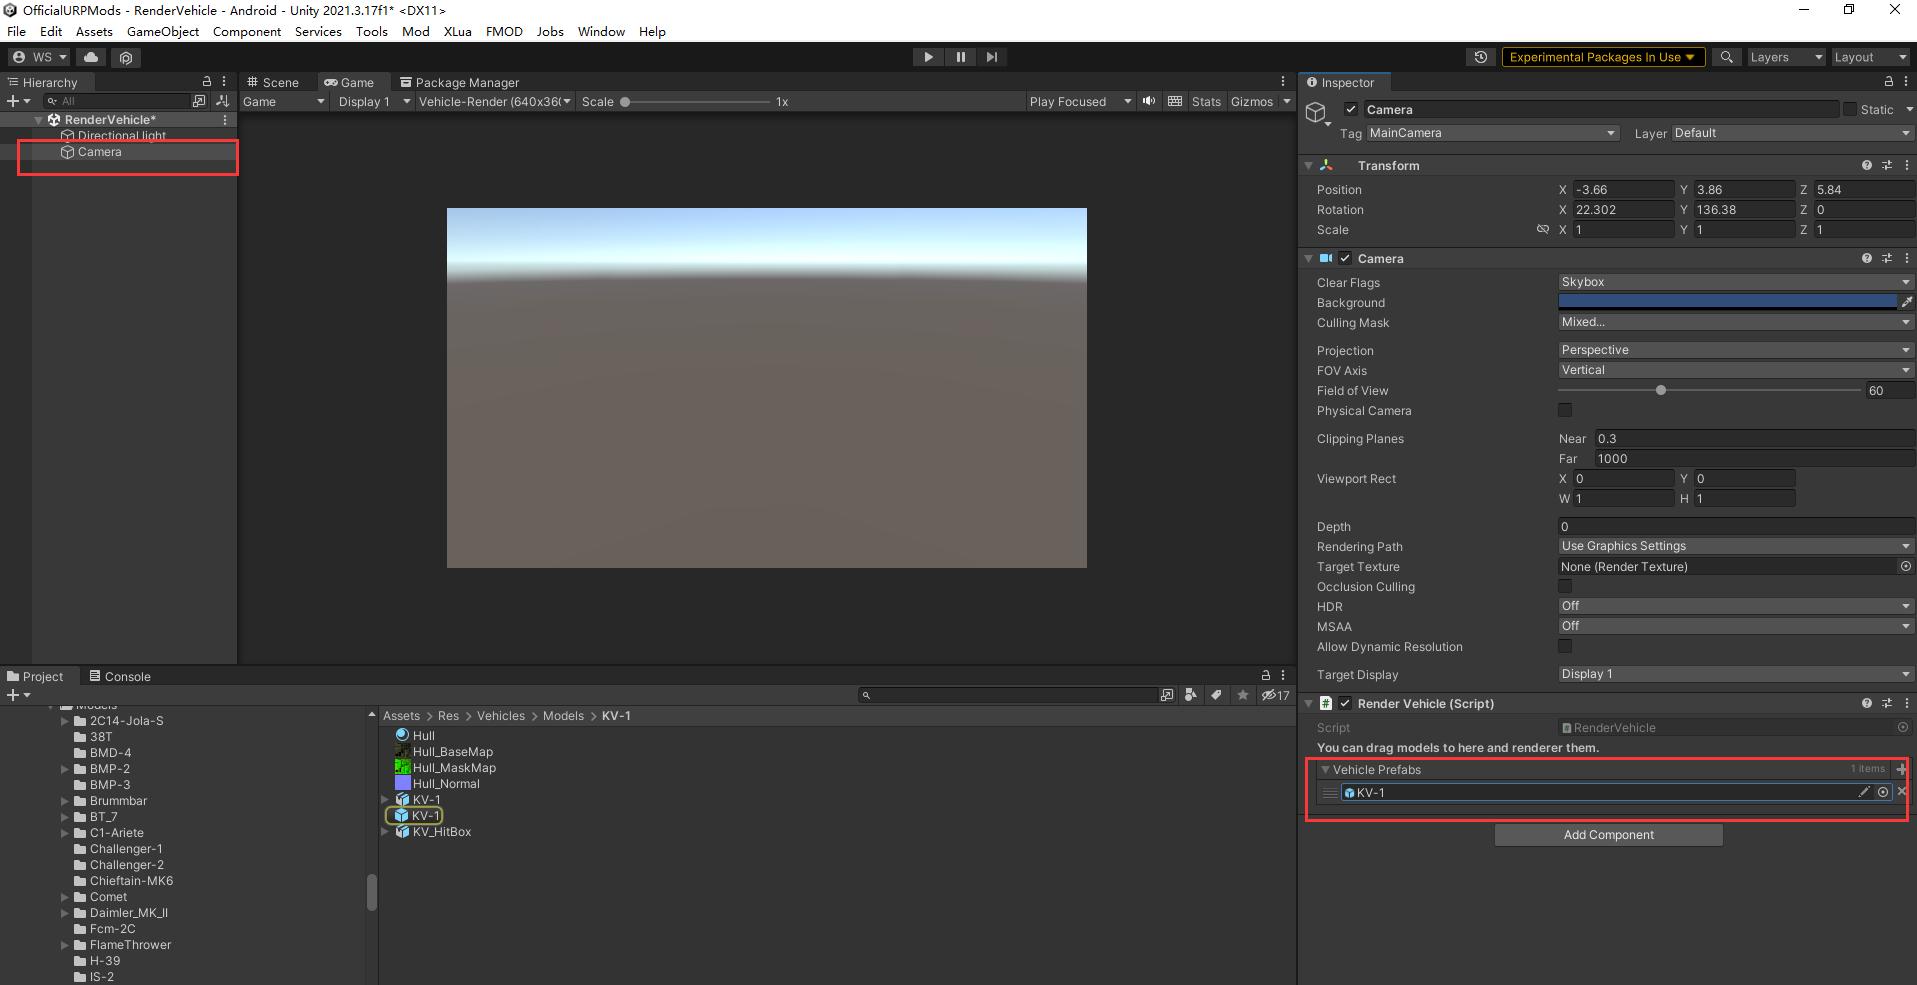 OfficialURPMods - RenderVehicle - Android - Unity 2021.3.17f1* <DX11>
File Edit Assets GameObject Component Services Tools Mod XLua FMOD Jobs Window Help
WS
Experimental Packages In Use
Layers
Layout
Hierarchy
All
RenderVehicle*
Directional light
Camera
Scene
Game
Package Manager
Game
Display 1
Vehicle-Render (640x36(
Scale
1x
Play Focused
Stats
Gizmos
Inspector
Camera
Static
Tag MainCamera
Layer Default
Transform
Position X -3.66 Y 3.86 Z 5.84
Rotation X 22.302 Y 136.38 Z 0
Scale X 1 Y 1 Z 1
Camera
Clear Flags Skybox
Background
Culling Mask Mixed...
Projection Perspective
FOV Axis Vertical
Field of View 60
Physical Camera
Clipping Planes Near 0.3
Far 1000
Viewport Rect X 0 Y 0
W 1 H 1
Depth 0
Rendering Path Use Graphics Settings
Target Texture None (Render Texture)
Occlusion Culling
HDR Off
MSAA Off
Allow Dynamic Resolution
Target Display Display 1
Render Vehicle (Script)
Script RenderVehicle
You can drag models to here and renderer them.
Vehicle Prefabs 1 items
KV-1
Add Component
Project
Console
17
Models
2C14-Jola-S
38T
BMD-4
BMP-2
BMP-3
Brummbar
BT_7
C1-Ariete
Challenger-1
Challenger-2
Chieftain-MK6
Comet
Daimler_MK_II
Fcm-2C
FlameThrower
H-39
IS-2
Assets > Res > Vehicles > Models > KV-1
Hull
Hull_BaseMap
Hull_MaskMap
Hull_Normal
KV-1
KV-1
KV_HitBox